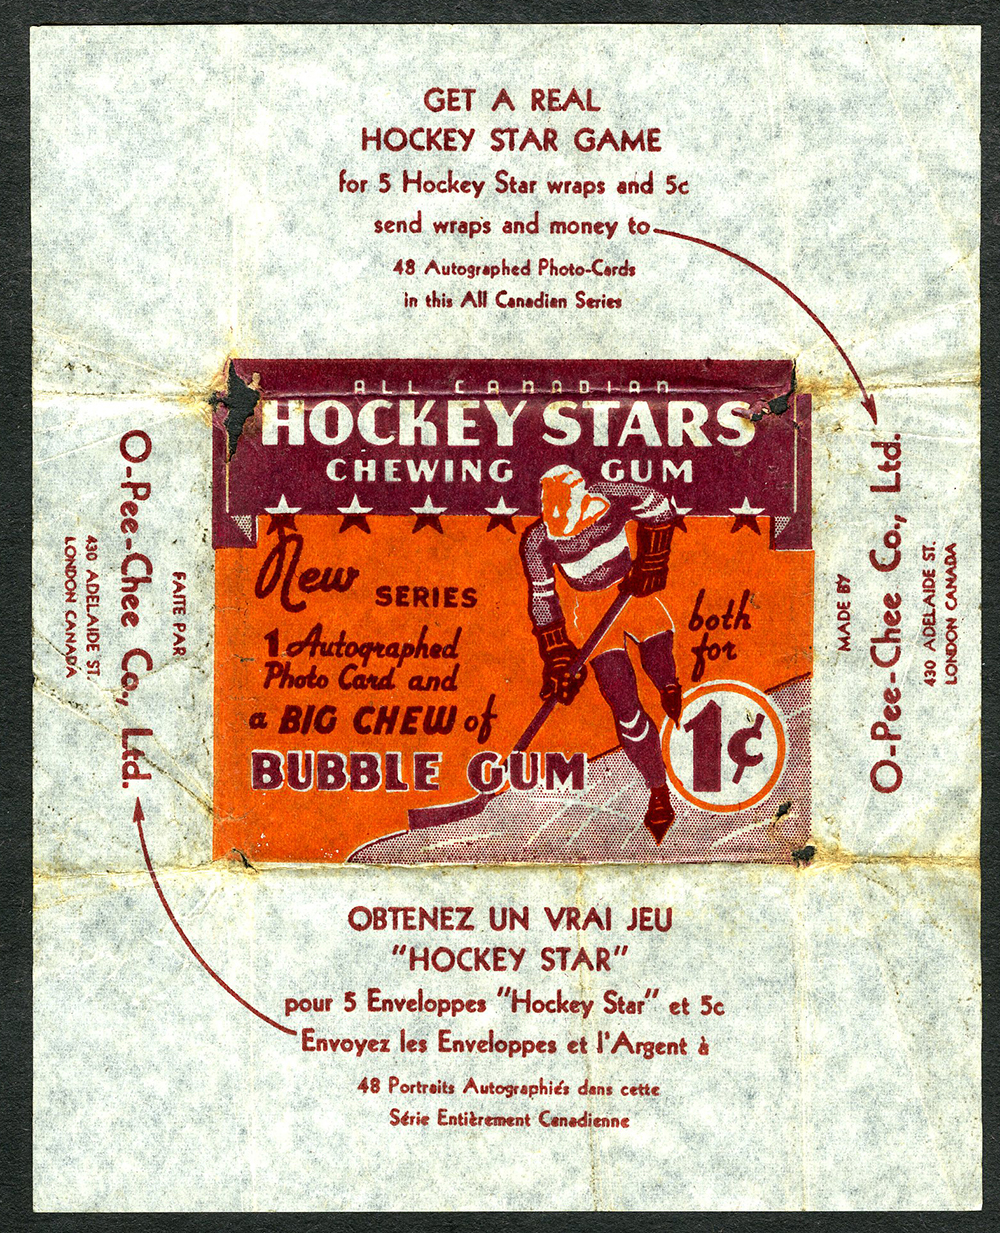 GET A REAL
HOCKEY STAR GAME
for 5 Hockey Star wraps and 5c
send wraps and money to
48 Autographed Photo-Cards
in this All Canadian Series
ALL CANADIAN
HOCKEY STARS
CHEWING GUM
New SERIES
1 Autographed
Photo Card and
a BIG CHEW of
BUBBLE GUM
both
for
1¢
FAITE PAR
O-Pee-Chee Co., Ltd.
430 ADELAIDE ST.
LONDON CANADA
MADE BY
O-Pee-Chee Co., Ltd.
430 ADELAIDE ST.
LONDON CANADA
OBTENEZ UN VRAI JEU
"HOCKEY STAR"
pour 5 Enveloppes "Hockey Star" et 5c
Envoyez les Enveloppes et l'Argent à
48 Portraits Autographiés dans cette
Série Entièrement Canadienne